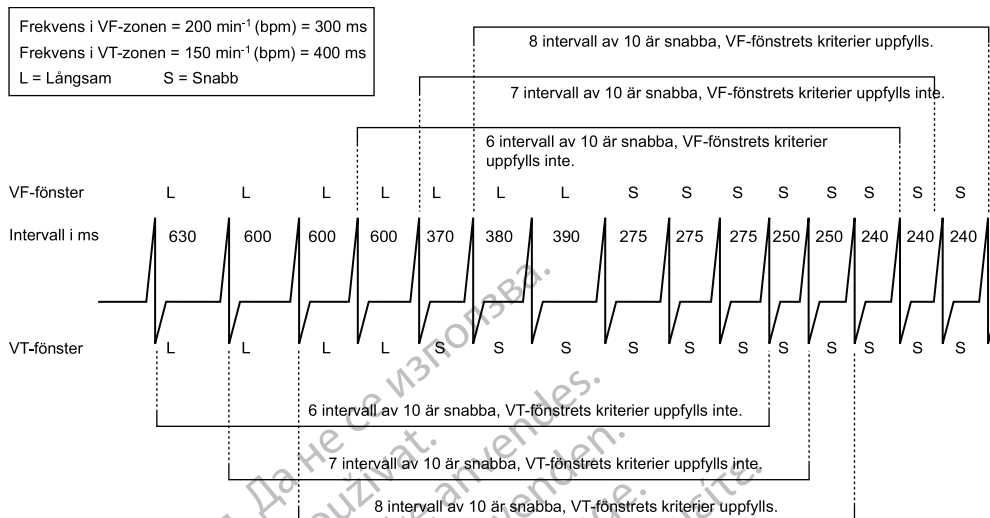 Frekvens i VF-zonen = 200 min-1 (bpm) = 300 ms
Frekvens i VT-zonen = 150 min-1 (bpm) = 400 ms
L = Långsam S = Snabb
8 intervall av 10 är snabba, VF-fönstrets kriterier uppfylls.
7 intervall av 10 är snabba, VF-fönstrets kriterier uppfylls inte.
6 intervall av 10 är snabba, VF-fönstrets kriterier
uppfylls inte.
VF-fönster L L L L L L L S S S S S S S S
Intervall i ms 630 600 600 600 370 380 390 275 275 275 250 250 240 240 240
VT-fönster L L L L S S S S S S S S S S S
6 intervall av 10 är snabba, VT-fönstrets kriterier uppfylls inte.
7 intervall av 10 är snabba, VT-fönstrets kriterier uppfylls inte.
8 intervall av 10 är snabba, VT-fönstrets kriterier uppfylls.
Да не се използва.
anvendes.